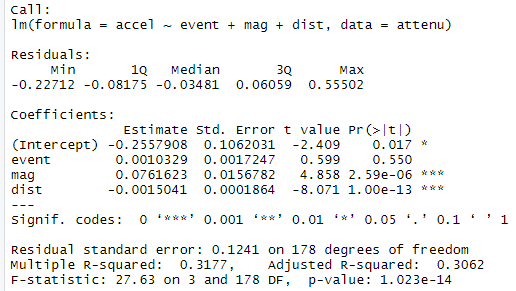 Call:
lm(formula = accel ~ event + mag + dist, data = attenu)
Residuals:
Min 1Q Median 3Q Max
-0.22712 -0.08175 -0.03481 0.06059 0.55502
Coefficients:
Estimate Std. Error t value Pr(>|t|)
(Intercept) -0.2557908 0.1062031 -2.409 0.017 *
event 0.0010329 0.0017247 0.599 0.550
mag 0.0761623 0.0156782 4.858 2.59e-06 ***
dist -0.0015041 0.0001864 -8.071 1.00e-13 ***
---
Signif. codes: 0 ‘***’ 0.001 ‘**’ 0.01 ‘*’ 0.05 ‘.’ 0.1 ‘ ’ 1
Residual standard error: 0.1241 on 178 degrees of freedom
Multiple R-squared: 0.3177, Adjusted R-squared: 0.3062
F-statistic: 27.63 on 3 and 178 DF, p-value: 1.023e-14